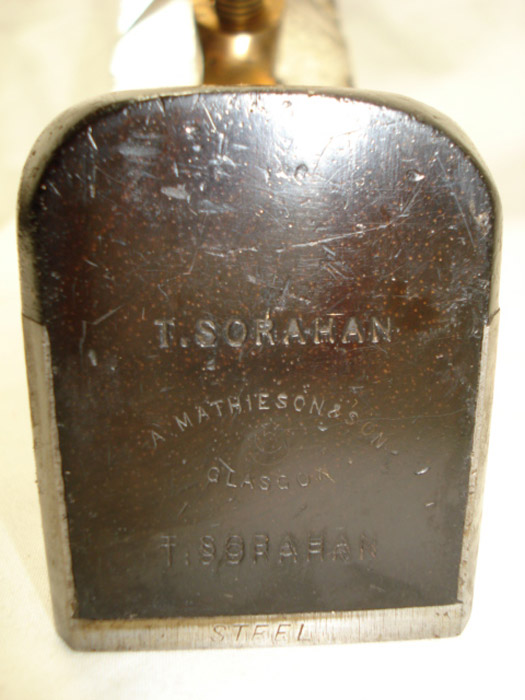 T. SORAHAN
A. MATHIESON & SON
GLASGOW
T. SORAHAN
STEEL